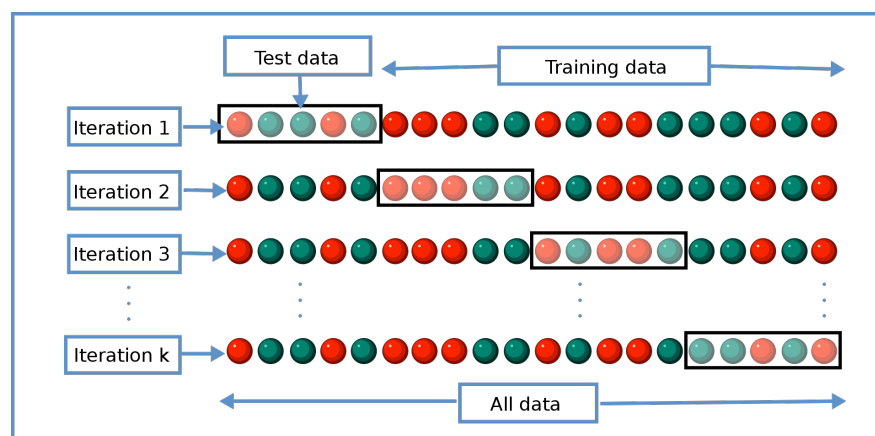 Test data
Training data
Iteration 1
Iteration 2
Iteration 3
Iteration k
All data